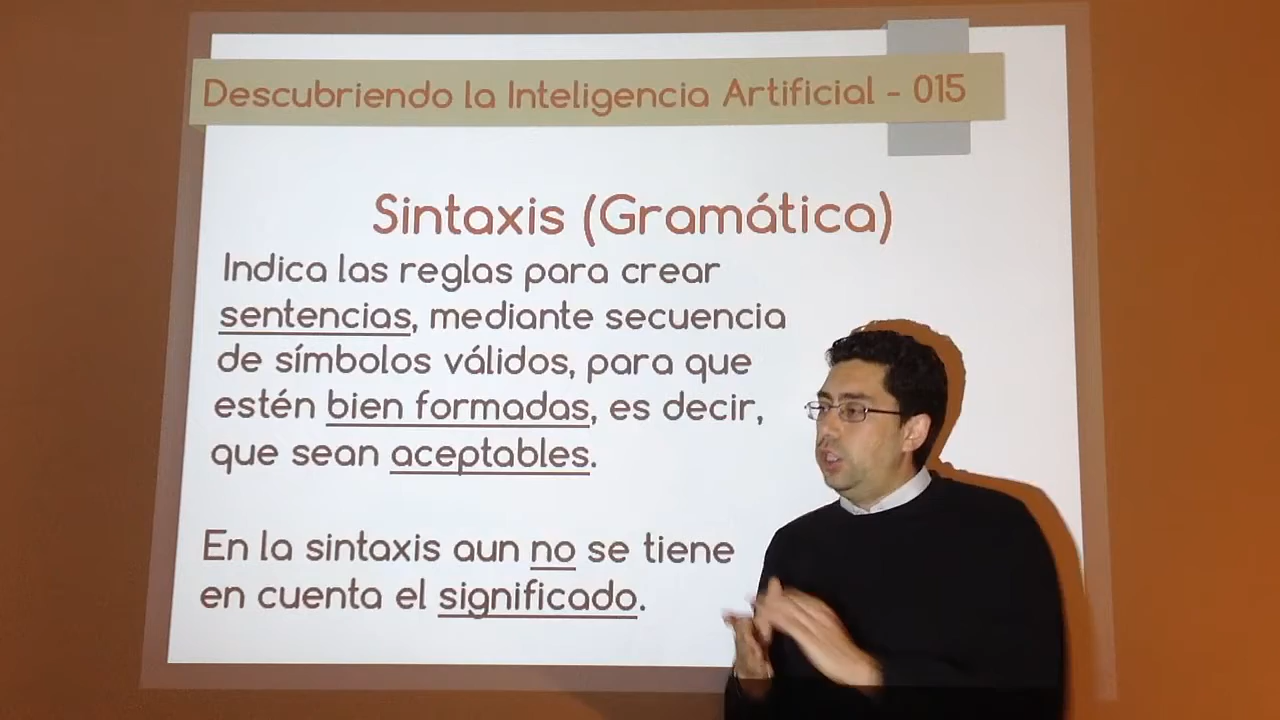 Descubriendo la Inteligencia Artificial - 015
Sintaxis (Gramática)
Indica las reglas para crear
sentencias, mediante secuencia
de símbolos válidos, para que
estén bien formadas, es decir,
que sean aceptables.
En la sintaxis aun no se tiene
en cuenta el significado.